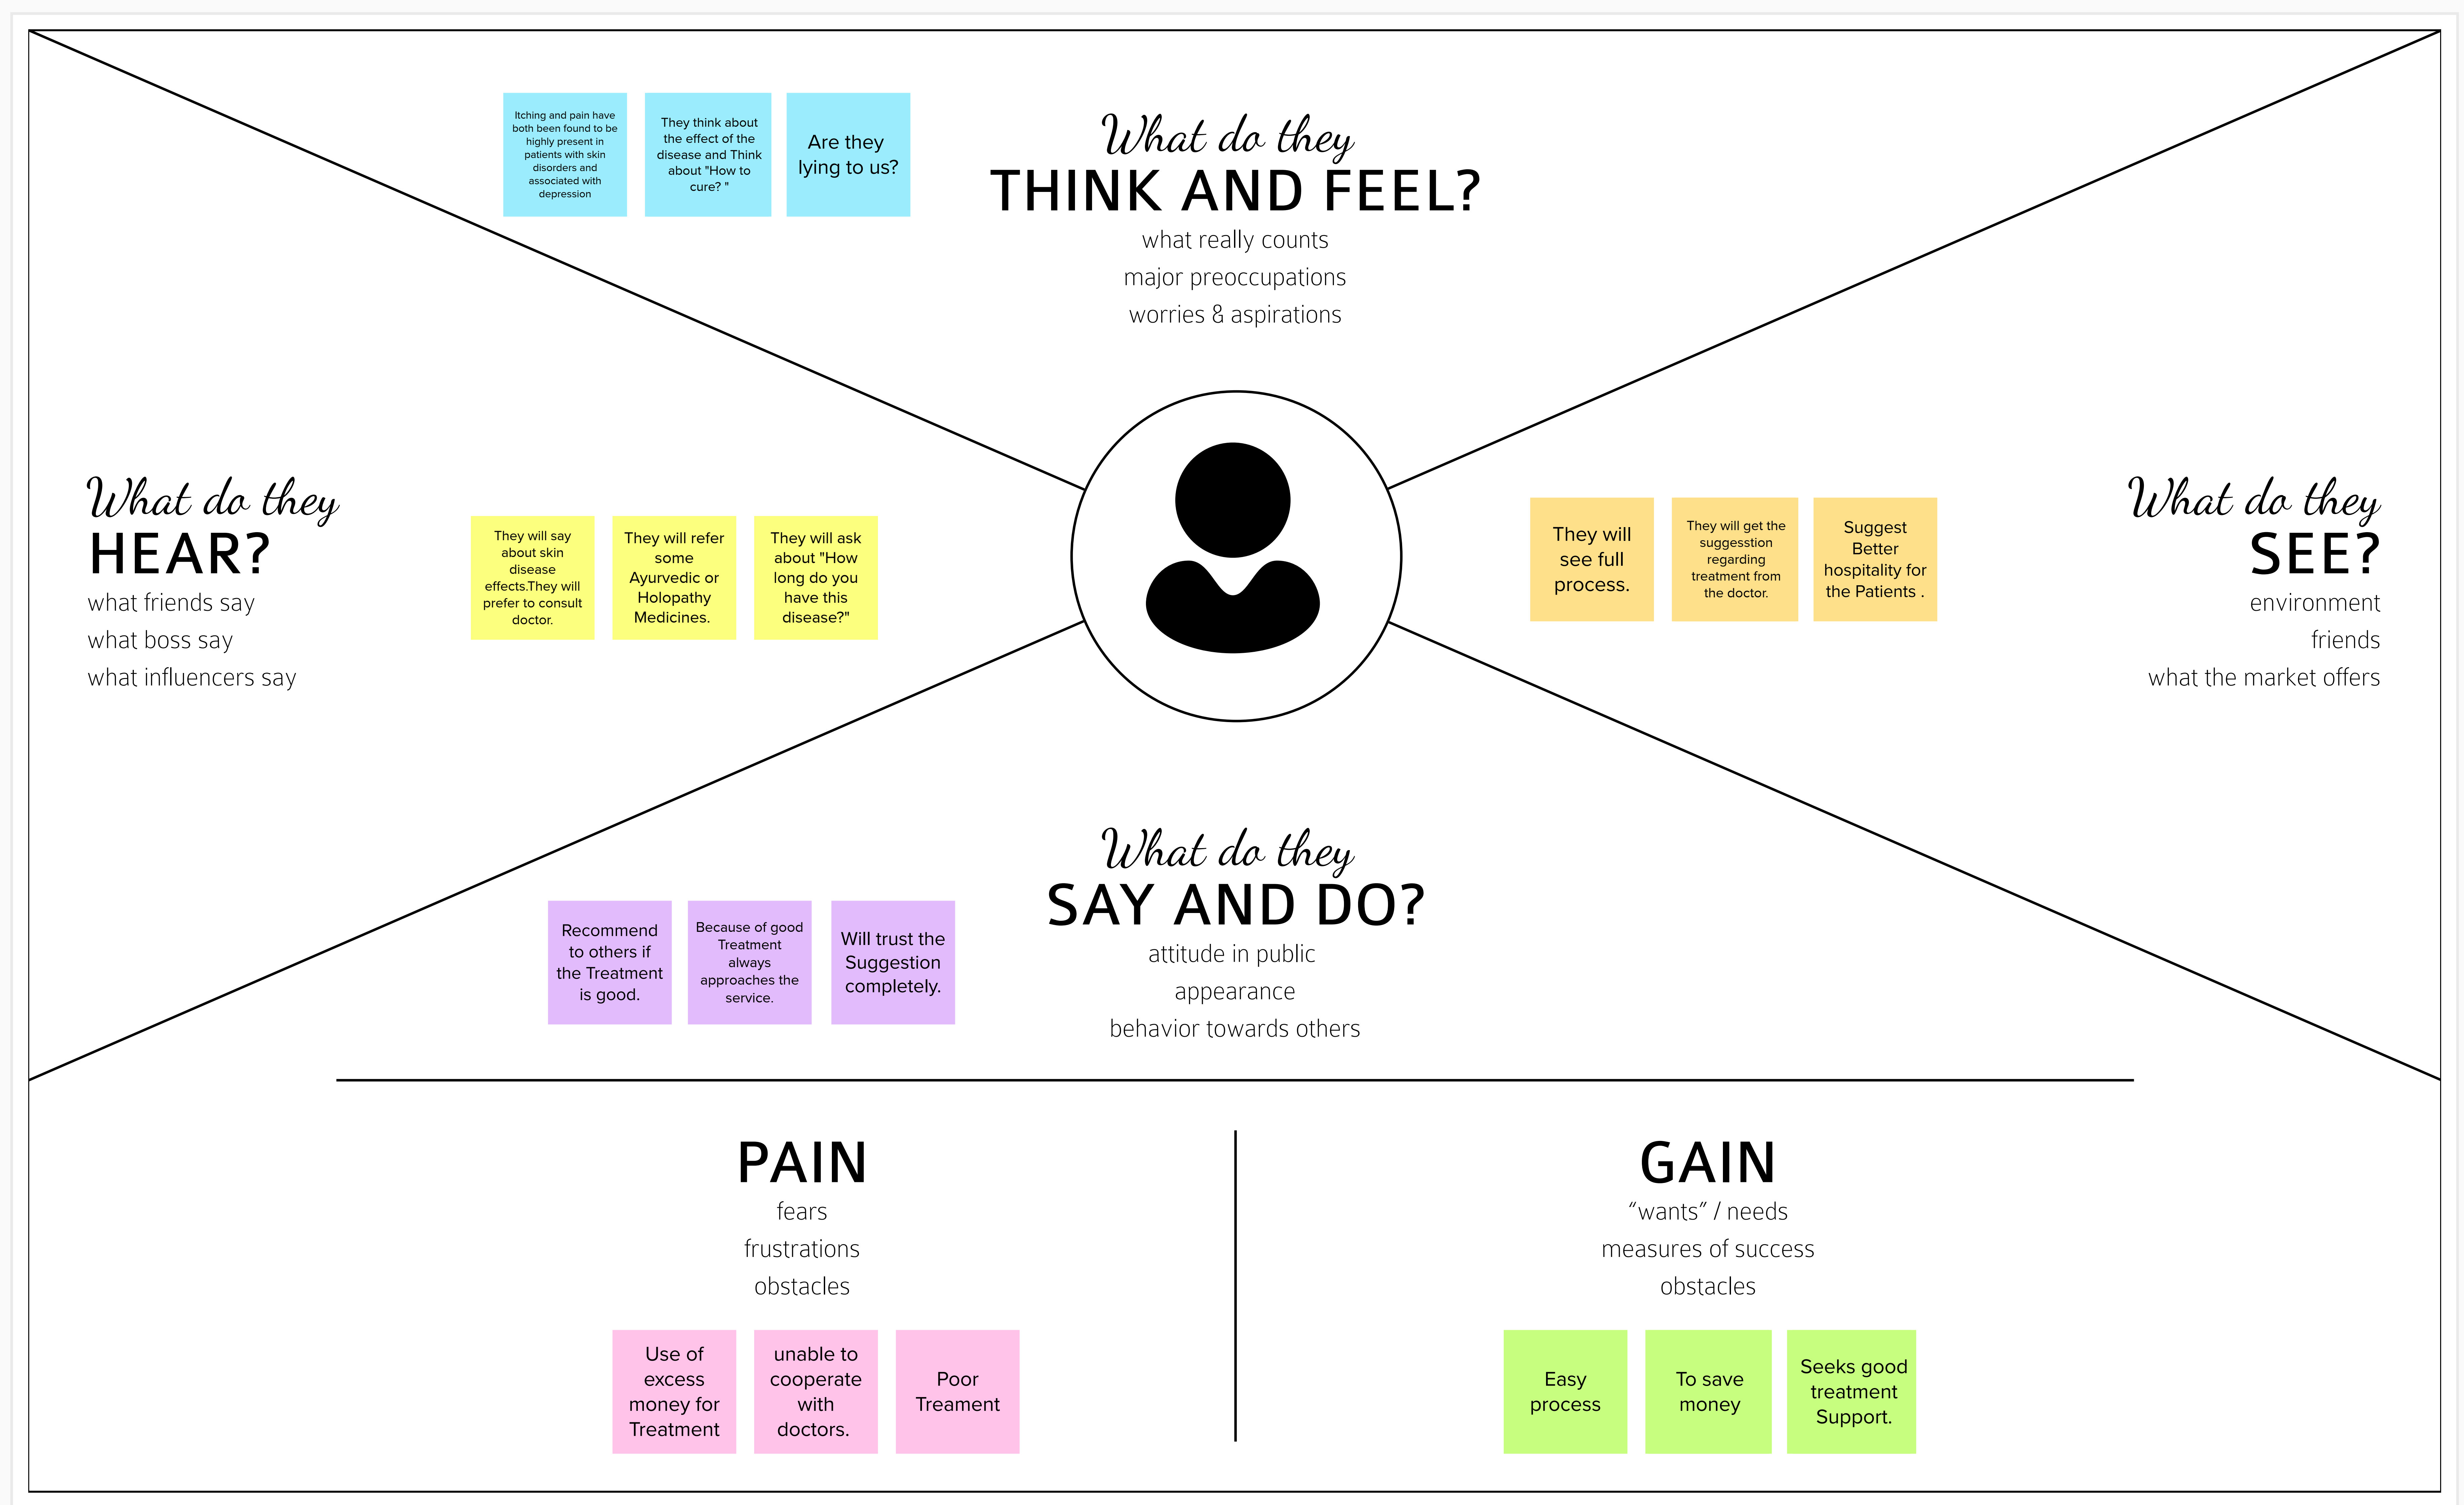 Itching and pain have
both been found to be
highly present in
patients with skin
disorders and
associated with
depression
They think about
the effect of the
disease and Think
about "How to
cure? "
Are they
lying to us?
What do they
THINK AND FEEL?
what really counts
major preoccupations
worries & aspirations
What do they
HEAR?
what friends say
what boss say
what influencers say
They will say
about skin
disease
effects.They will
prefer to consult
doctor.
They will refer
some
Ayurvedic or
Holopathy
Medicines.
They will ask
about "How
long do you
have this
disease?"
They will
see full
process.
They will get the
suggesstion
regarding
treatment from
the doctor.
Suggest
Better
hospitality for
the Patients .
What do they
SEE?
environment
friends
what the market offers
What do they
SAY AND DO?
attitude in public
appearance
behavior towards others
Recommend
to others if
the Treatment
is good.
Because of good
Treatment
always
approaches the
service.
Will trust the
Suggestion
completely.
PAIN
fears
frustrations
obstacles
Use of
excess
money for
Treatment
unable to
cooperate
with
doctors.
Poor
Treament
GAIN
“wants” / needs
measures of success
obstacles
Easy
process
To save
money
Seeks good
treatment
Support.